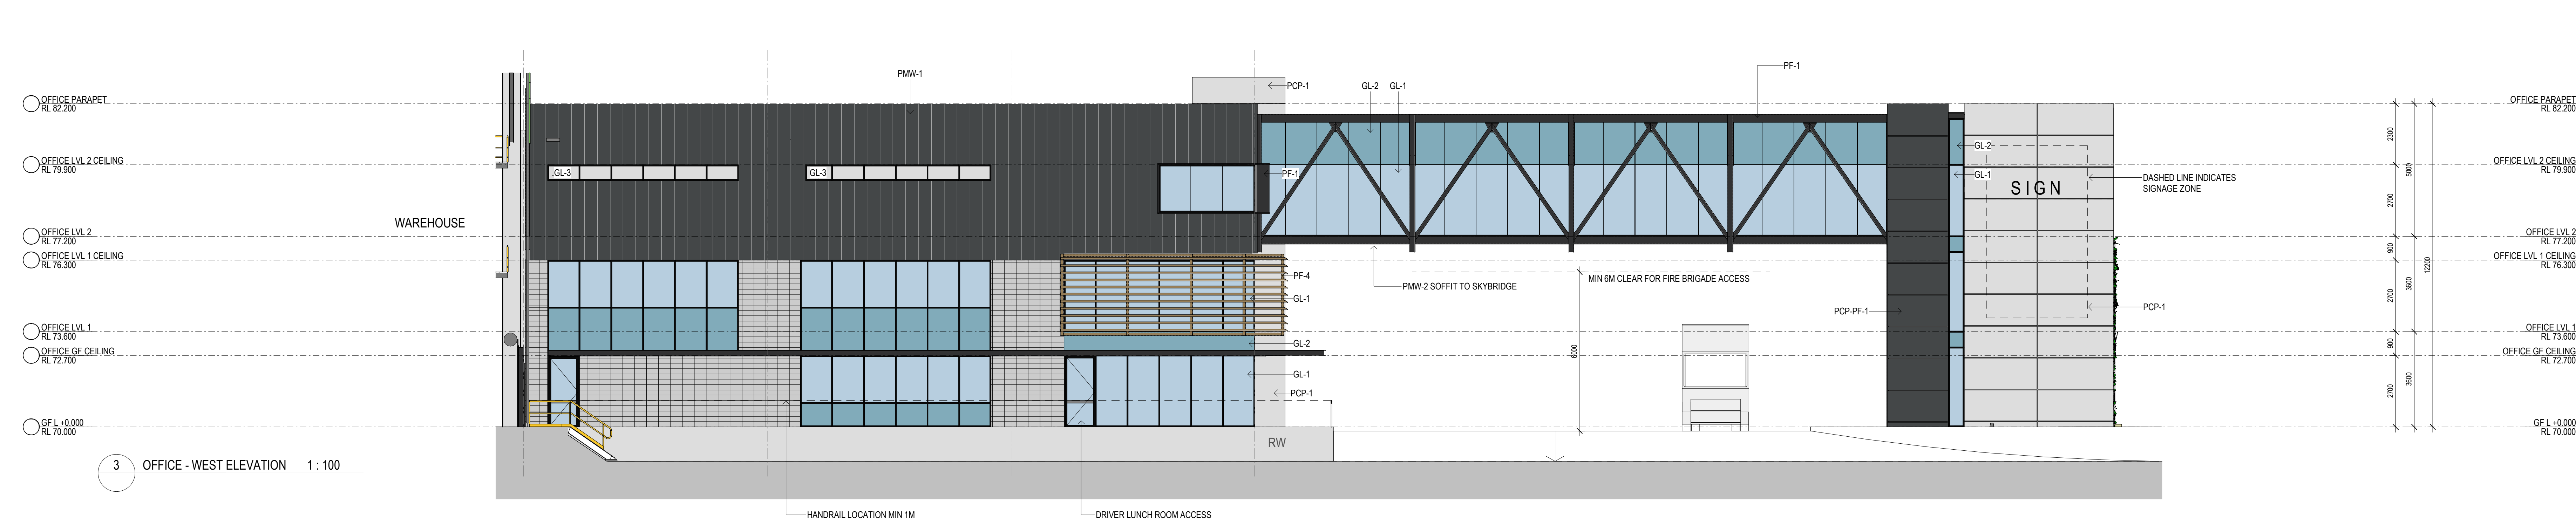 PMW-1
PF-1
PCP-1
GL-2 GL-1
OFFICE PARAPET
RL 82.200
OFFICE PARAPET
RL 82.200
2300
5000
GL-2
OFFICE LVL 2 CEILING
RL 79.900
OFFICE LVL 2 CEILING
RL 79.900
GL-3
GL-3
PF-1
GL-1
DASHED LINE INDICATES
SIGNAGE ZONE
SIGN
2700
WAREHOUSE
OFFICE LVL 2
RL 77.200
OFFICE LVL 2
RL 77.200
900
OFFICE LVL 1 CEILING
RL 76.300
OFFICE LVL 1 CEILING
RL 76.300
12200
PF-4
MIN 6M CLEAR FOR FIRE BRIGADE ACCESS
PMW-2 SOFFIT TO SKYBRIDGE
3600
GL-1
2700
PCP-PF-1
PCP-1
OFFICE LVL 1
RL 73.600
OFFICE LVL 1
RL 73.600
GL-2
900
OFFICE GF CEILING
RL 72.700
OFFICE GF CEILING
RL 72.700
6000
GL-1
3600
2700
PCP-1
GF L +0.000
RL 70.000
GF L +0.000
RL 70.000
RW
3 OFFICE - WEST ELEVATION 1 : 100
HANDRAIL LOCATION MIN 1M
DRIVER LUNCH ROOM ACCESS